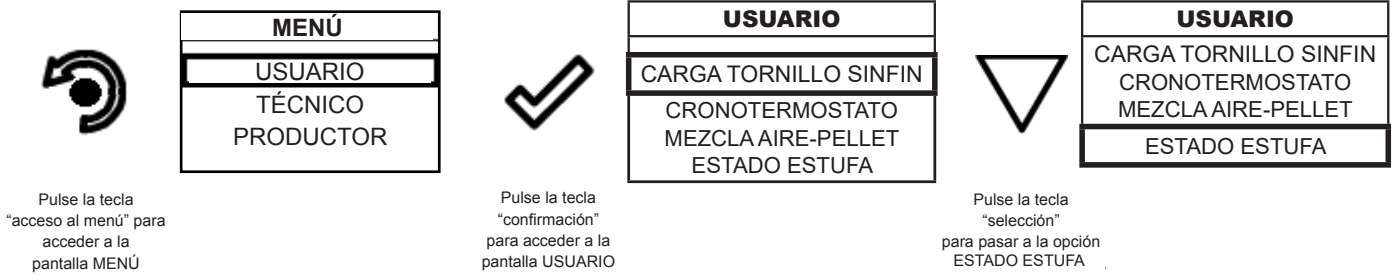 MENÚ
USUARIO
TÉCNICO
PRODUCTOR
USUARIO
CARGA TORNILLO SINFIN
CRONOTERMOSTATO
MEZCLA AIRE-PELLET
ESTADO ESTUFA
USUARIO
CARGA TORNILLO SINFIN
CRONOTERMOSTATO
MEZCLA AIRE-PELLET
ESTADO ESTUFA
Pulse la tecla
“acceso al menú” para
acceder a la
pantalla MENÚ
Pulse la tecla
“confirmación”
para acceder a la
pantalla USUARIO
Pulse la tecla
“selección”
para pasar a la opción
ESTADO ESTUFA